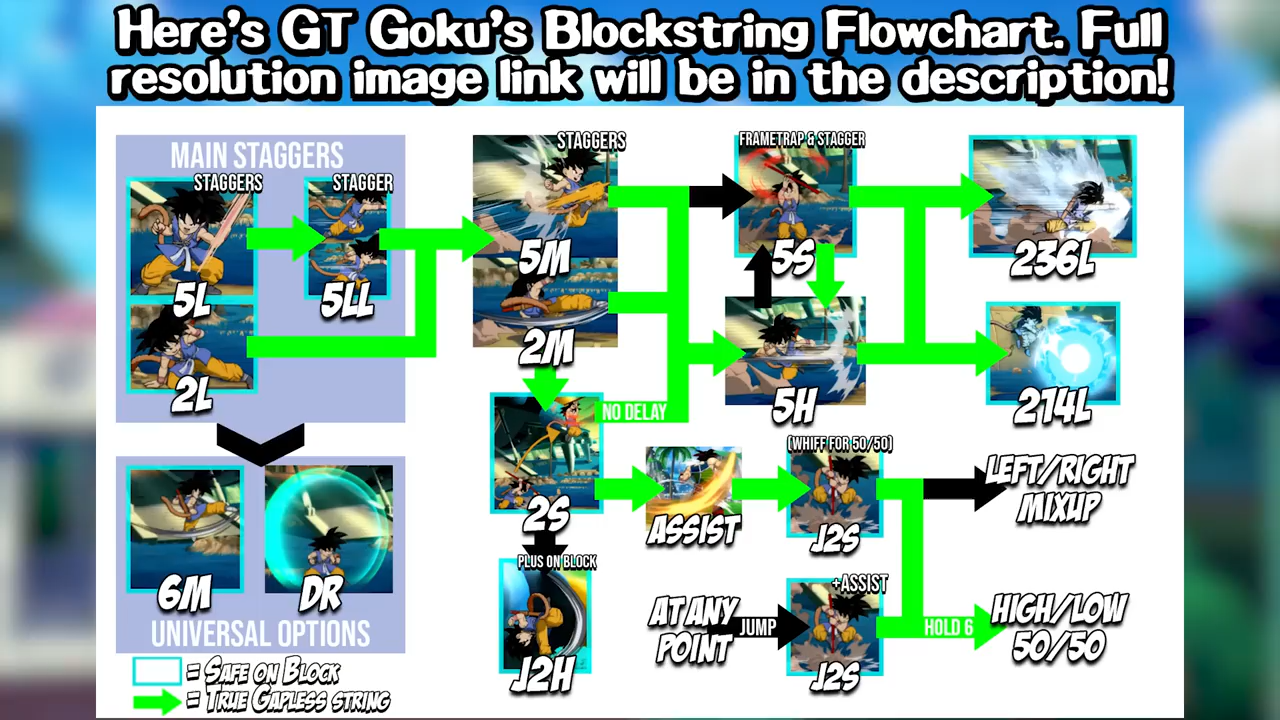 Here's GT Goku's Blockstring Flowchart. Full
resolution image link will be in the description!
MAIN STAGGERS
STAGGERS
STAGGER
5L
5LL
2L
STAGGERS
5M
2M
FRAMETRAP & STAGGER
5S
5H
236L
214L
NO DELAY
2S
ASSIST
(WHIFF FOR 50/50)
J2S
LEFT/RIGHT
MIXUP
PLUS ON BLOCK
J2H
AT ANY
POINT
JUMP
+ASSIST
J2S
HOLD 6
HIGH/LOW
50/50
6M
DR
UNIVERSAL OPTIONS
= SAFE ON BLOCK
= TRUE GAPLESS STRING